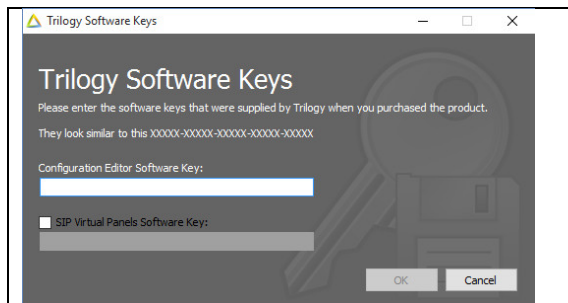 Trilogy Software Keys
Trilogy Software Keys
Please enter the software keys that were supplied by Trilogy when you purchased the product.
They look similar to this XXXXX-XXXXX-XXXXX-XXXXX-XXXXX
Configuration Editor Software Key:
SIP Virtual Panels Software Key:
OK Cancel